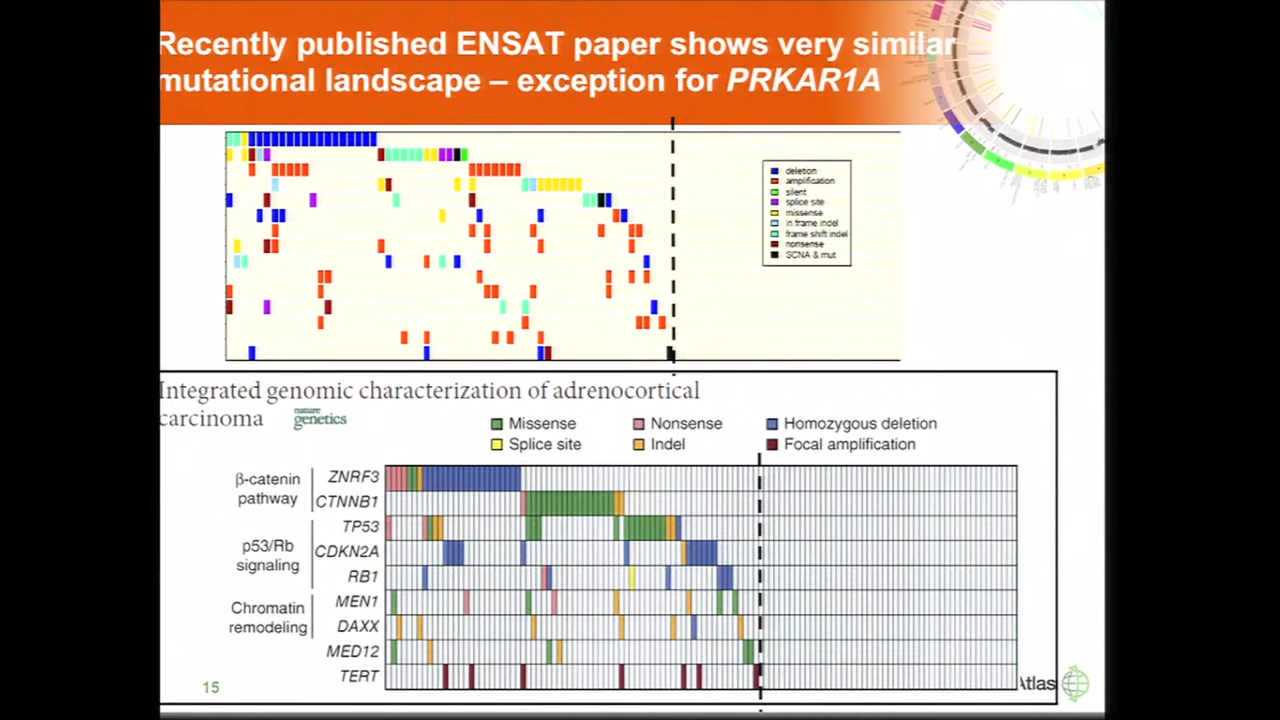 Recently published ENSAT paper shows very similar
mutational landscape – exception for PRKAR1A
deletion
amplification
silent
splice site
missense
in frame indel
frame shift indel
nonsense
SCNA & mut
Integrated genomic characterization of adrenocortical
carcinoma
nature
genetics
Missense
Nonsense
Homozygous deletion
Splice site
Indel
Focal amplification
β-catenin
pathway
ZNRF3
CTNNB1
p53/Rb
signaling
TP53
CDKN2A
RB1
Chromatin
remodeling
MEN1
DAXX
MED12
TERT
15
Atlas